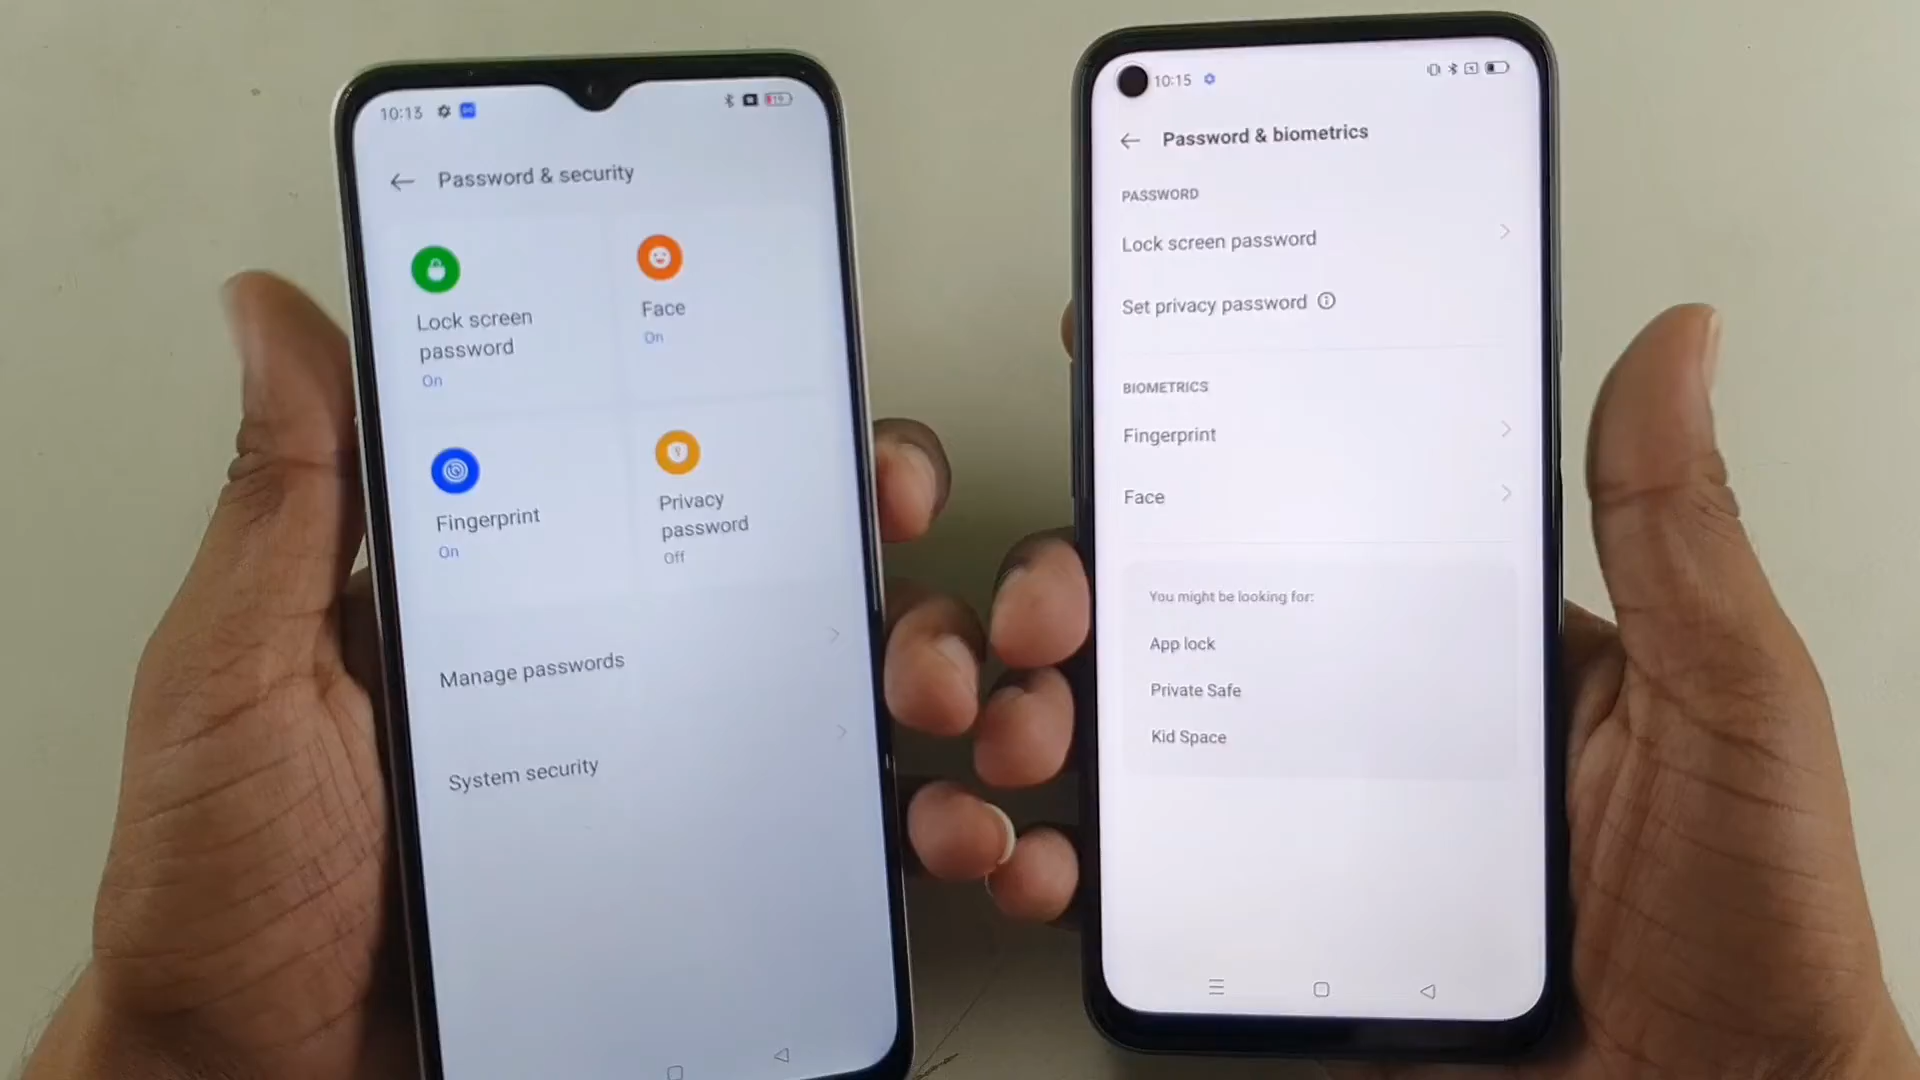 10:13
19
Password & security
Lock screen
password
On
Face
On
Fingerprint
On
Privacy
password
Off
Manage passwords
System security
10:15
Password & biometrics
PASSWORD
Lock screen password
Set privacy password
BIOMETRICS
Fingerprint
Face
You might be looking for:
App lock
Private Safe
Kid Space